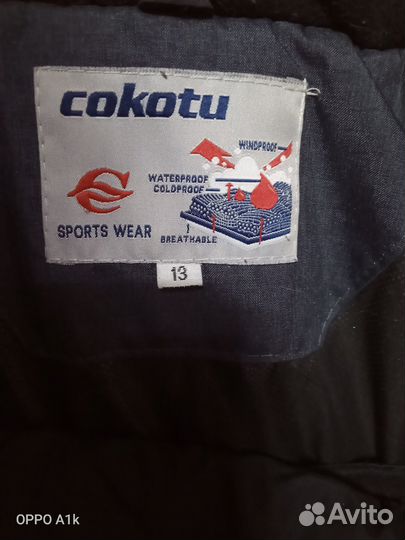 cokotu
WINDPROOF
WATERPROOF
COLDPROOF
SPORTS WEAR
BREATHABLE
13
OPPO A1k
Avito